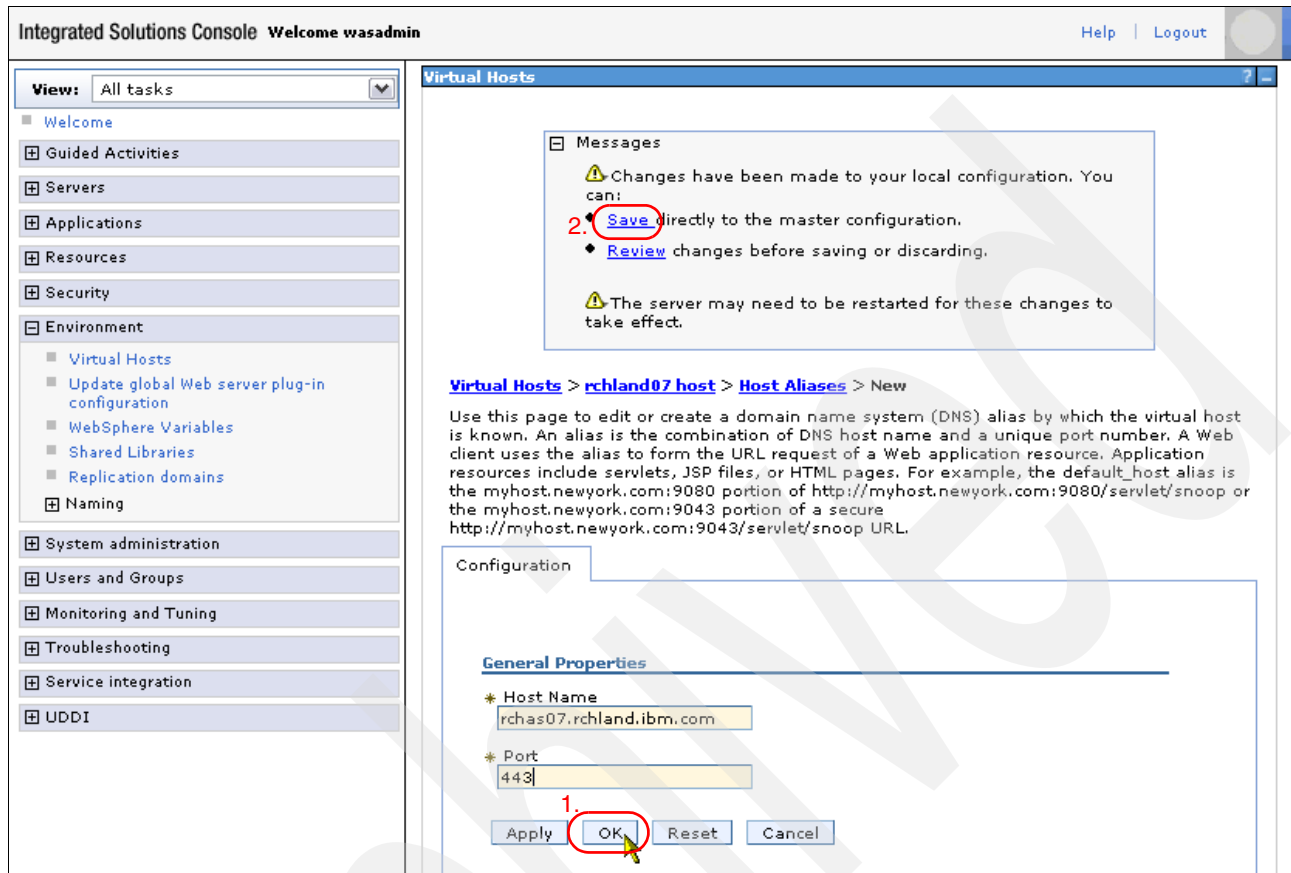 Integrated Solutions Console Welcome wasadmin
Help | Logout
View: All tasks
Welcome
Guided Activities
Servers
Applications
Resources
Security
Environment
Virtual Hosts
Update global Web server plug-in
configuration
WebSphere Variables
Shared Libraries
Replication domains
Naming
System administration
Users and Groups
Monitoring and Tuning
Troubleshooting
Service integration
UDDI
Virtual Hosts
? -
Messages
Changes have been made to your local configuration. You
can:
2. Save directly to the master configuration.
Review changes before saving or discarding.
The server may need to be restarted for these changes to
take effect.
Virtual Hosts > rchland07 host > Host Aliases > New
Use this page to edit or create a domain name system (DNS) alias by which the virtual host
is known. An alias is the combination of DNS host name and a unique port number. A Web
client uses the alias to form the URL request of a Web application resource. Application
resources include servlets, JSP files, or HTML pages. For example, the default_host alias is
the myhost.newyork.com:9080 portion of http://myhost.newyork.com:9080/servlet/snoop or
the myhost.newyork.com:9043 portion of a secure
http://myhost.newyork.com:9043/servlet/snoop URL.
Configuration
General Properties
* Host Name
rchas07.rchland.ibm.com
* Port
443
1.
Apply OK Reset Cancel